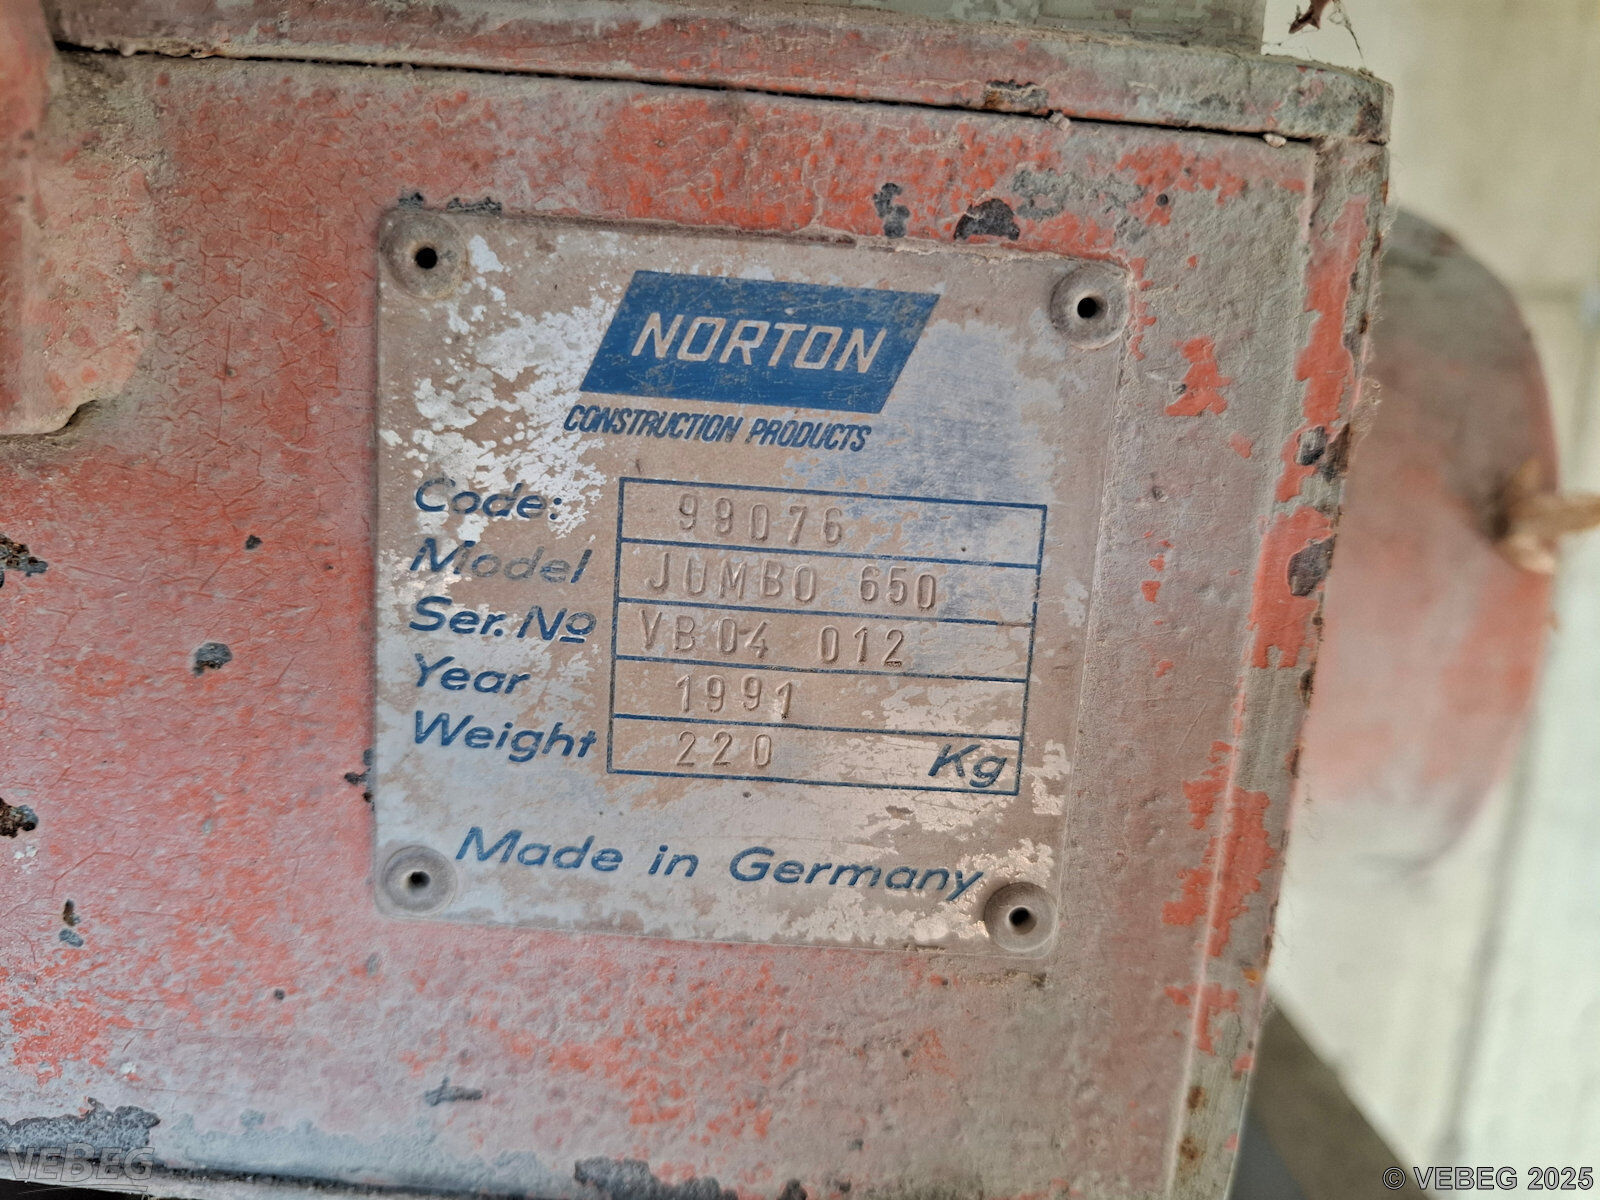 NORTON
CONSTRUCTION PRODUCTS
Code: 99076
Model JUMBO 650
Ser. No VB04 012
Year 1991
Weight 220 Kg
Made in Germany
VEBEG
© VEBEG 2025